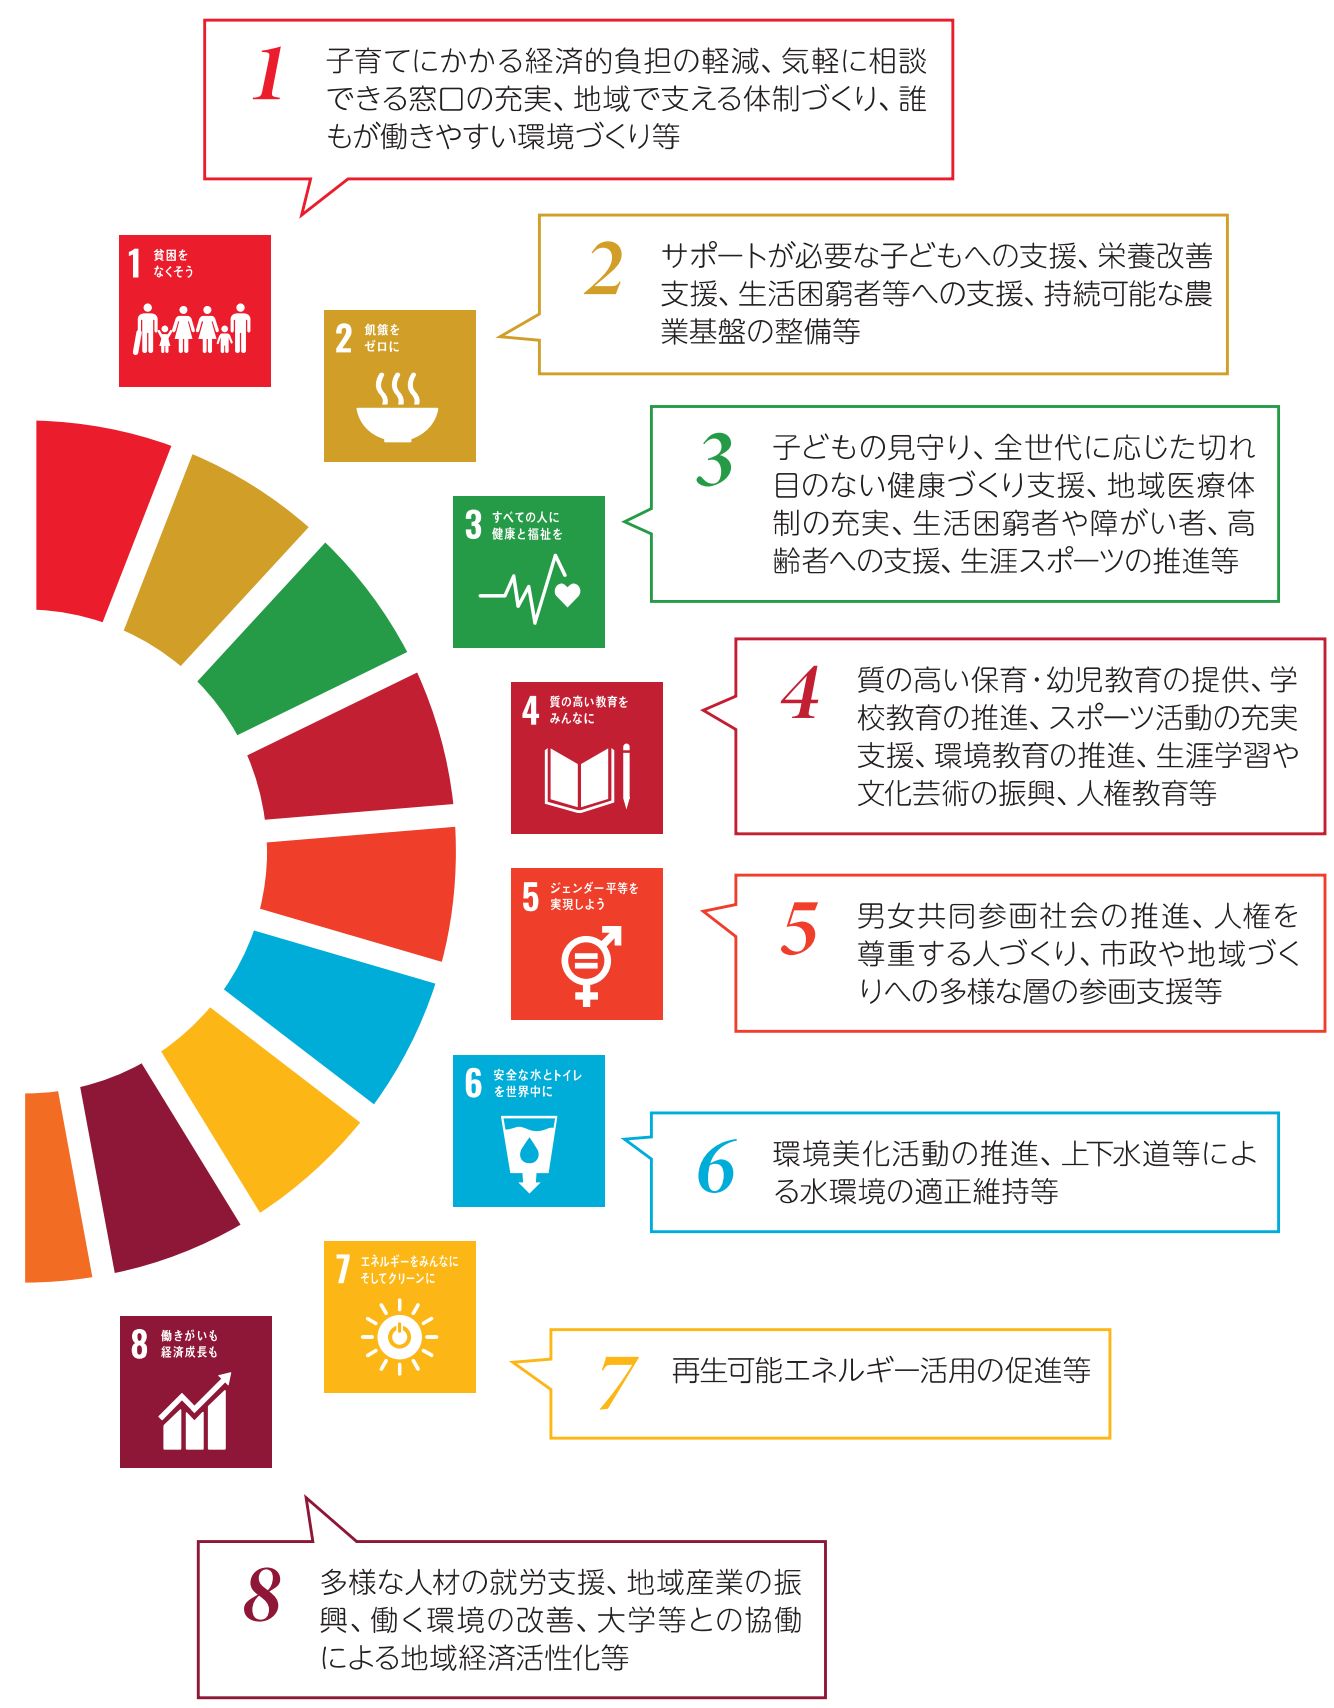 1
子育てにかかる経済的負担の軽減、気軽に相談
できる窓口の充実、地域で支える体制づくり、誰
もが働きやすい環境づくり等
1 貧困を
なくそう
2
サポートが必要な子どもへの支援、栄養改善
支援、生活困窮者等への支援、持続可能な農
業基盤の整備等
2 飢餓を
ゼロに
3
子どもの見守り、全世代に応じた切れ
目のない健康づくり支援、地域医療体
制の充実、生活困窮者や障がい者、高
齢者への支援、生涯スポーツの推進等
3 すべての人に
健康と福祉を
4
質の高い保育・幼児教育の提供、学
校教育の推進、スポーツ活動の充実
支援、環境教育の推進、生涯学習や
文化芸術の振興、人権教育等
4 質の高い教育を
みんなに
5
男女共同参画社会の推進、人権を
尊重する人づくり、市政や地域づく
りへの多様な層の参画支援等
5 ジェンダー平等を
実現しよう
6 安全な水とトイレ
を世界中に
6
環境美化活動の推進、上下水道等によ
る水環境の適正維持等
7 エネルギーをみんなに
そしてクリーンに
7
再生可能エネルギー活用の促進等
8 働きがいも
経済成長も
8
多様な人材の就労支援、地域産業の振
興、働く環境の改善、大学等との協働
による地域経済活性化等